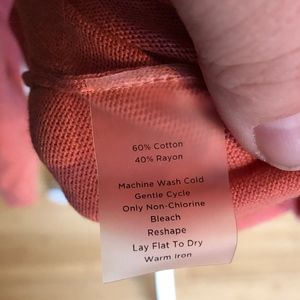 60% Cotton
40% Rayon
Machine Wash Cold
Gentle Cycle
Only Non-Chlorine
Bleach
Reshape
Lay Flat To Dry
Warm Iron